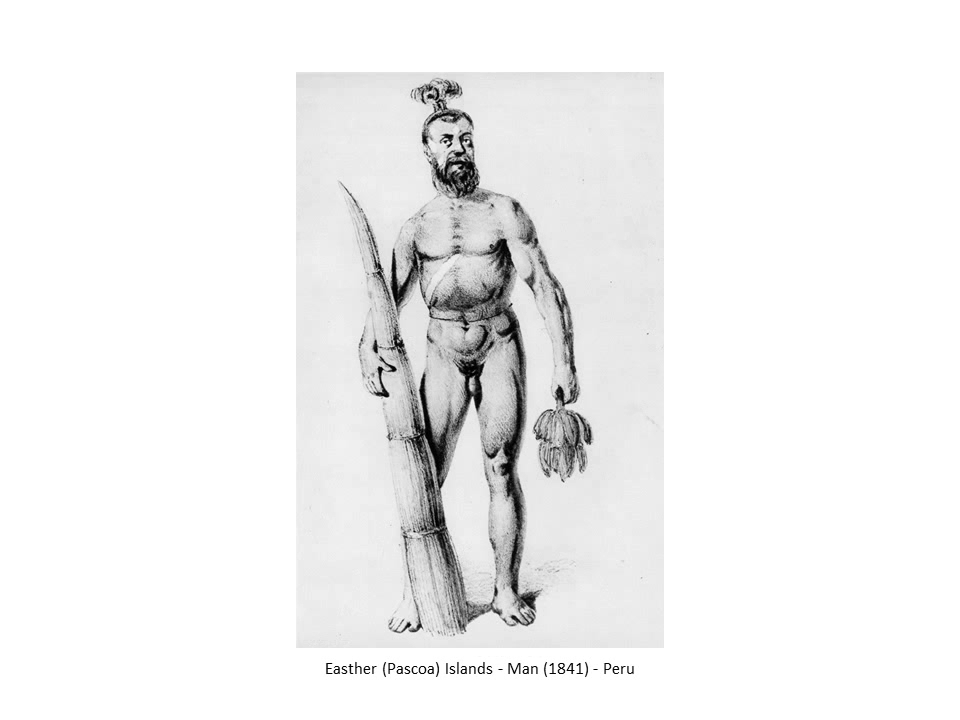 Easther (Pascoa) Islands - Man (1841) - Peru